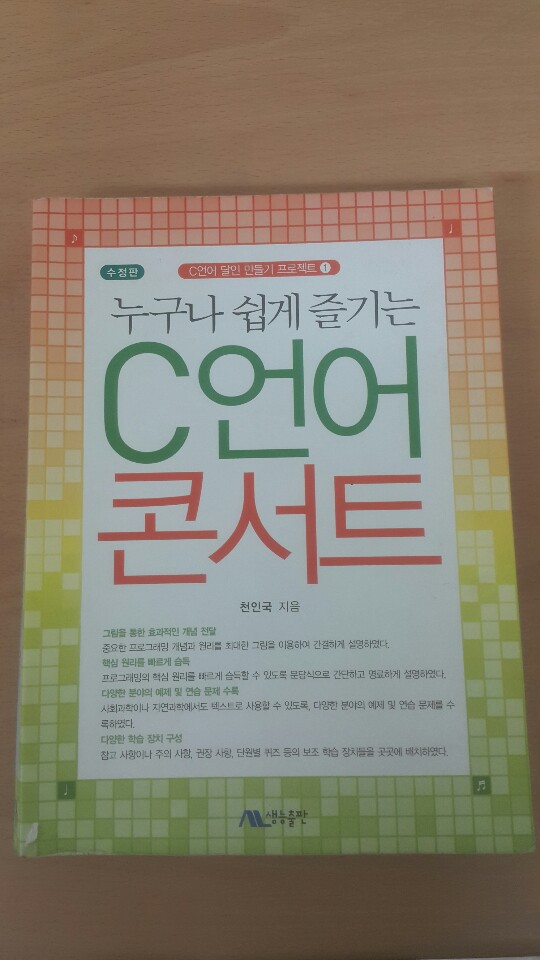 수정판
C언어 달인 만들기 프로젝트 1
누구나 쉽게 즐기는
C언어
콘서트
천인국 지음
그림을 통한 효과적인 개념 전달
중요한 프로그래밍 개념과 원리를 최대한 그림을 이용하여 간결하게 설명하였다.
핵심 원리를 빠르게 습득
프로그래밍의 핵심 원리를 빠르게 습득할 수 있도록 문답식으로 간단하고 명료하게 설명하였다.
다양한 분야의 예제 및 연습 문제 수록
사회과학이나 자연과학에서도 텍스트로 사용할 수 있도록, 다양한 분야의 예제 및 연습 문제를 수
록하였다.
다양한 학습 장치 구성
참고 사항이나 주의 사항, 권장 사항, 단원별 퀴즈 등의 보조 학습 장치들을 곳곳에 배치하였다.
생능출판